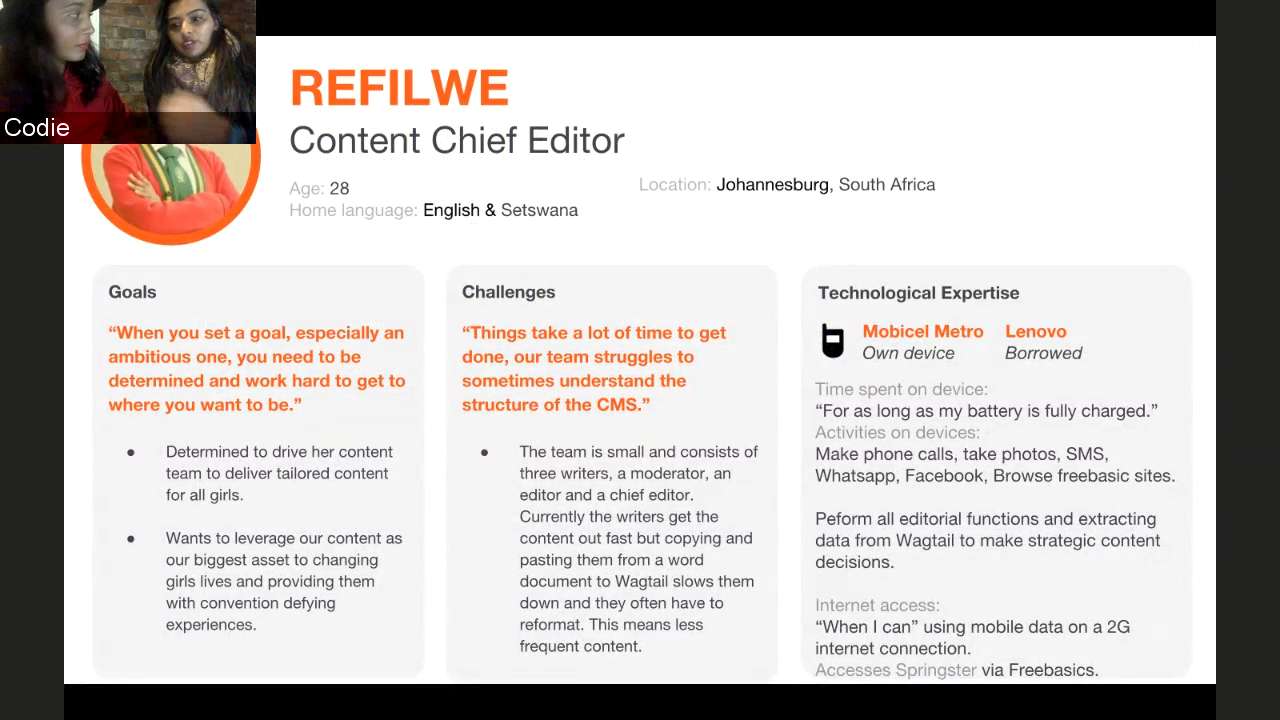 Codie
REFILWE
Content Chief Editor
Age: 28
Location: Johannesburg, South Africa
Home language: English & Setswana
Goals
“When you set a goal, especially an
ambitious one, you need to be
determined and work hard to get to
where you want to be.”
● Determined to drive her content
team to deliver tailored content
for all girls.
● Wants to leverage our content as
our biggest asset to changing
girls lives and providing them
with convention defying
experiences.
Challenges
“Things take a lot of time to get
done, our team struggles to
sometimes understand the
structure of the CMS.”
● The team is small and consists of
three writers, a moderator, an
editor and a chief editor.
Currently the writers get the
content out fast but copying and
pasting them from a word
document to Wagtail slows them
down and they often have to
reformat. This means less
frequent content.
Technological Expertise
Mobicel Metro Lenovo
Own device Borrowed
Time spent on device:
“For as long as my battery is fully charged.”
Activities on devices:
Make phone calls, take photos, SMS,
Whatsapp, Facebook, Browse freebasic sites.
Peform all editorial functions and extracting
data from Wagtail to make strategic content
decisions.
Internet access:
“When I can” using mobile data on a 2G
internet connection.
Accesses Springster via Freebasics.